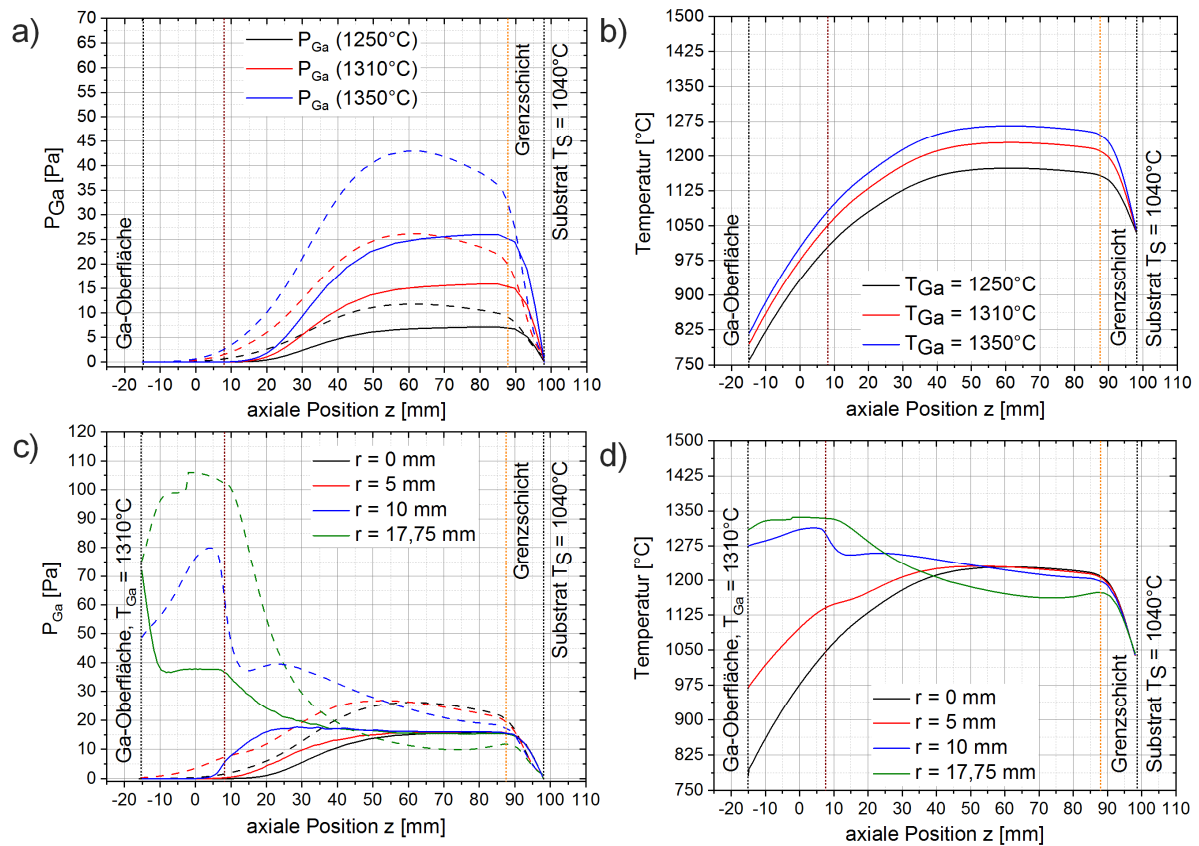 a)
70
65
60
55
50
45
40
35
30
25
20
15
10
5
0
P_Ga [Pa]
-20 -10 0 10 20 30 40 50 60 70 80 90 100 110
axiale Position z [mm]
Ga-Oberfläche
P_Ga (1250°C)
P_Ga (1310°C)
P_Ga (1350°C)
Grenzschicht
Substrat T_S = 1040°C
b)
1500
1425
1350
1275
1200
1125
1050
975
900
825
750
Temperatur [°C]
-20 -10 0 10 20 30 40 50 60 70 80 90 100 110
axiale Position z [mm]
Ga-Oberfläche
T_Ga = 1250°C
T_Ga = 1310°C
T_Ga = 1350°C
Grenzschicht
Substrat T_S = 1040°C
c)
120
110
100
90
80
70
60
50
40
30
20
10
0
P_Ga [Pa]
-20 -10 0 10 20 30 40 50 60 70 80 90 100 110
axiale Position z [mm]
Ga-Oberfläche, T_Ga = 1310°C
r = 0 mm
r = 5 mm
r = 10 mm
r = 17,75 mm
Grenzschicht
Substrat T_S = 1040°C
d)
1500
1425
1350
1275
1200
1125
1050
975
900
825
750
Temperatur [°C]
-20 -10 0 10 20 30 40 50 60 70 80 90 100 110
axiale Position z [mm]
Ga-Oberfläche, T_Ga = 1310°C
r = 0 mm
r = 5 mm
r = 10 mm
r = 17,75 mm
Grenzschicht
Substrat T_S = 1040°C